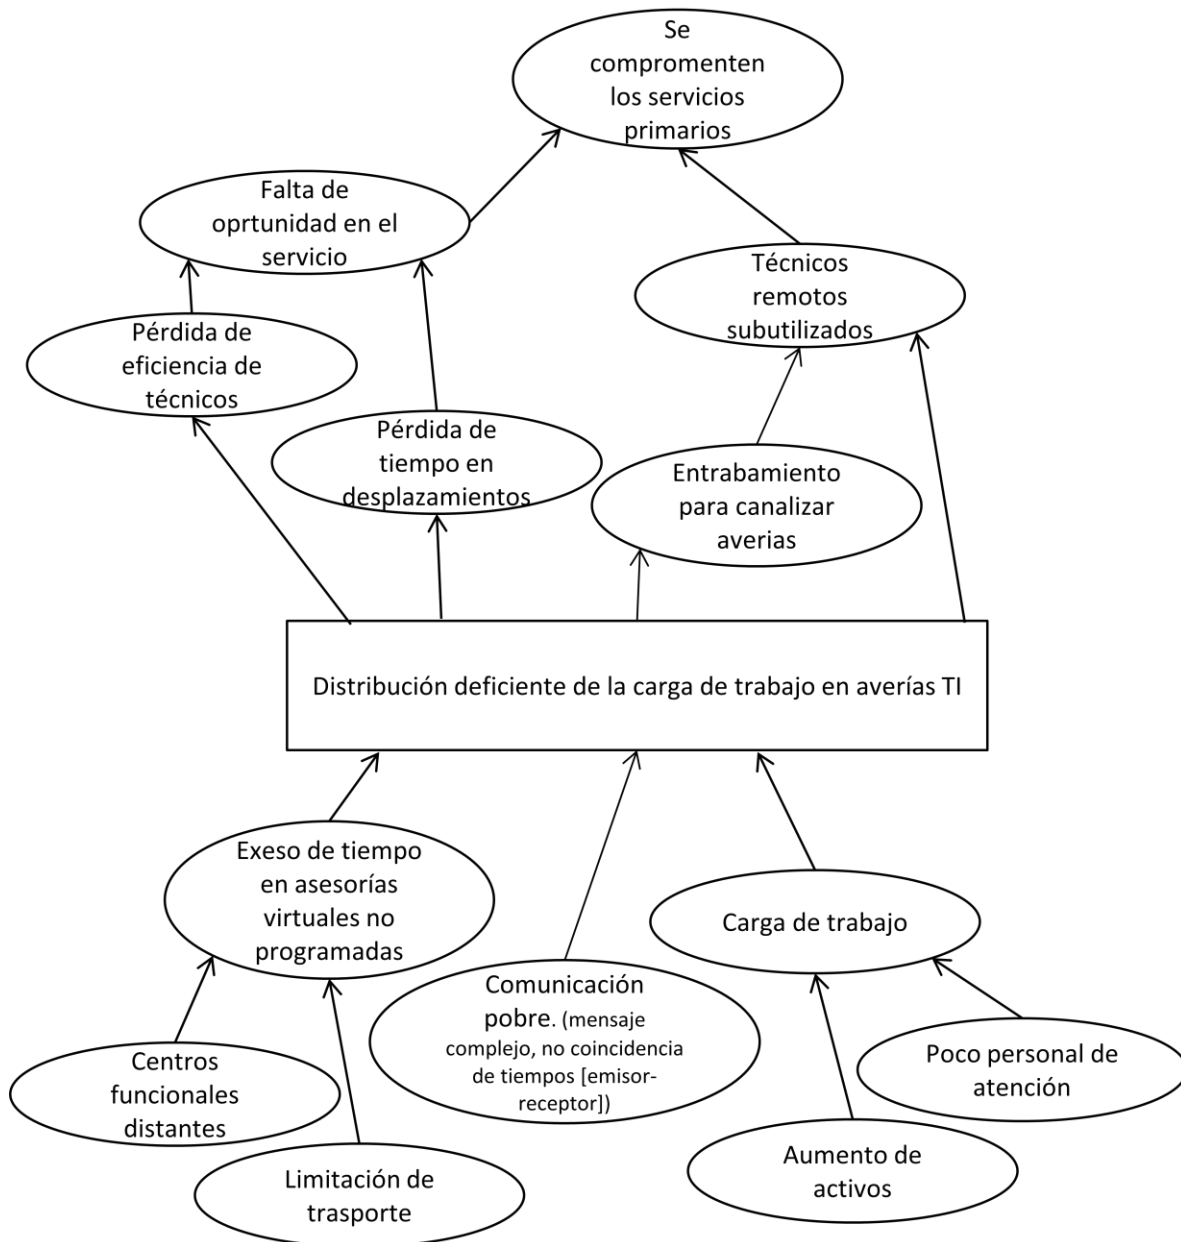 Se
compromenten
los servicios
primarios
Falta de
oprtunidad en el
servicio
Técnicos
remotos
subutilizados
Pérdida de
eficiencia de
técnicos
Pérdida de
tiempo en
desplazamientos
Entrabamiento
para canalizar
averias
Distribución deficiente de la carga de trabajo en averías TI
Exeso de tiempo
en asesorías
virtuales no
programadas
Carga de trabajo
Comunicación
pobre. (mensaje
complejo, no coincidencia
de tiempos [emisor-
receptor])
Centros
funcionales
distantes
Poco personal de
atención
Limitación de
trasporte
Aumento de
activos